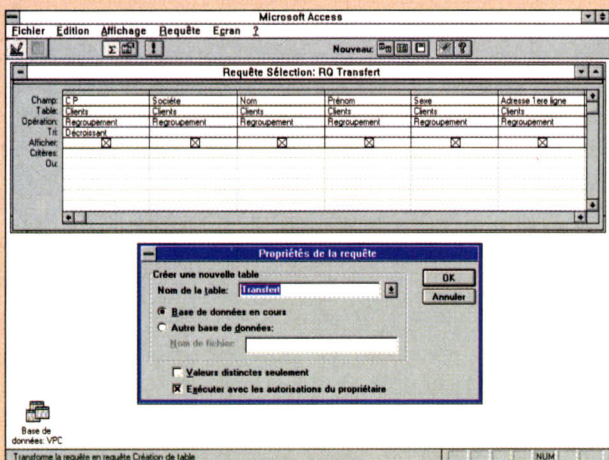 Microsoft Access
Fichier Edition Affichage Requête Ecran ?
Nouveau:
Requête Sélection: RQ Transfert
Champ: C.P Société Nom Prénom Sexe Adresse 1ere ligne
Table: Clients Clients Clients Clients Clients Clients
Opération: Regroupement Regroupement Regroupement Regroupement Regroupement Regroupement
Tri: Décroissant
Afficher:
Critères:
Ou:
Propriétés de la requête
Créer une nouvelle table
Nom de la table: Transfert
OK
Annuler
Base de données en cours
Autre base de données:
Nom de fichier:
Valeurs distinctes seulement
Exécuter avec les autorisations du propriétaire
Base de
données: VPC
Transforme la requête en requête Création de table
NUM